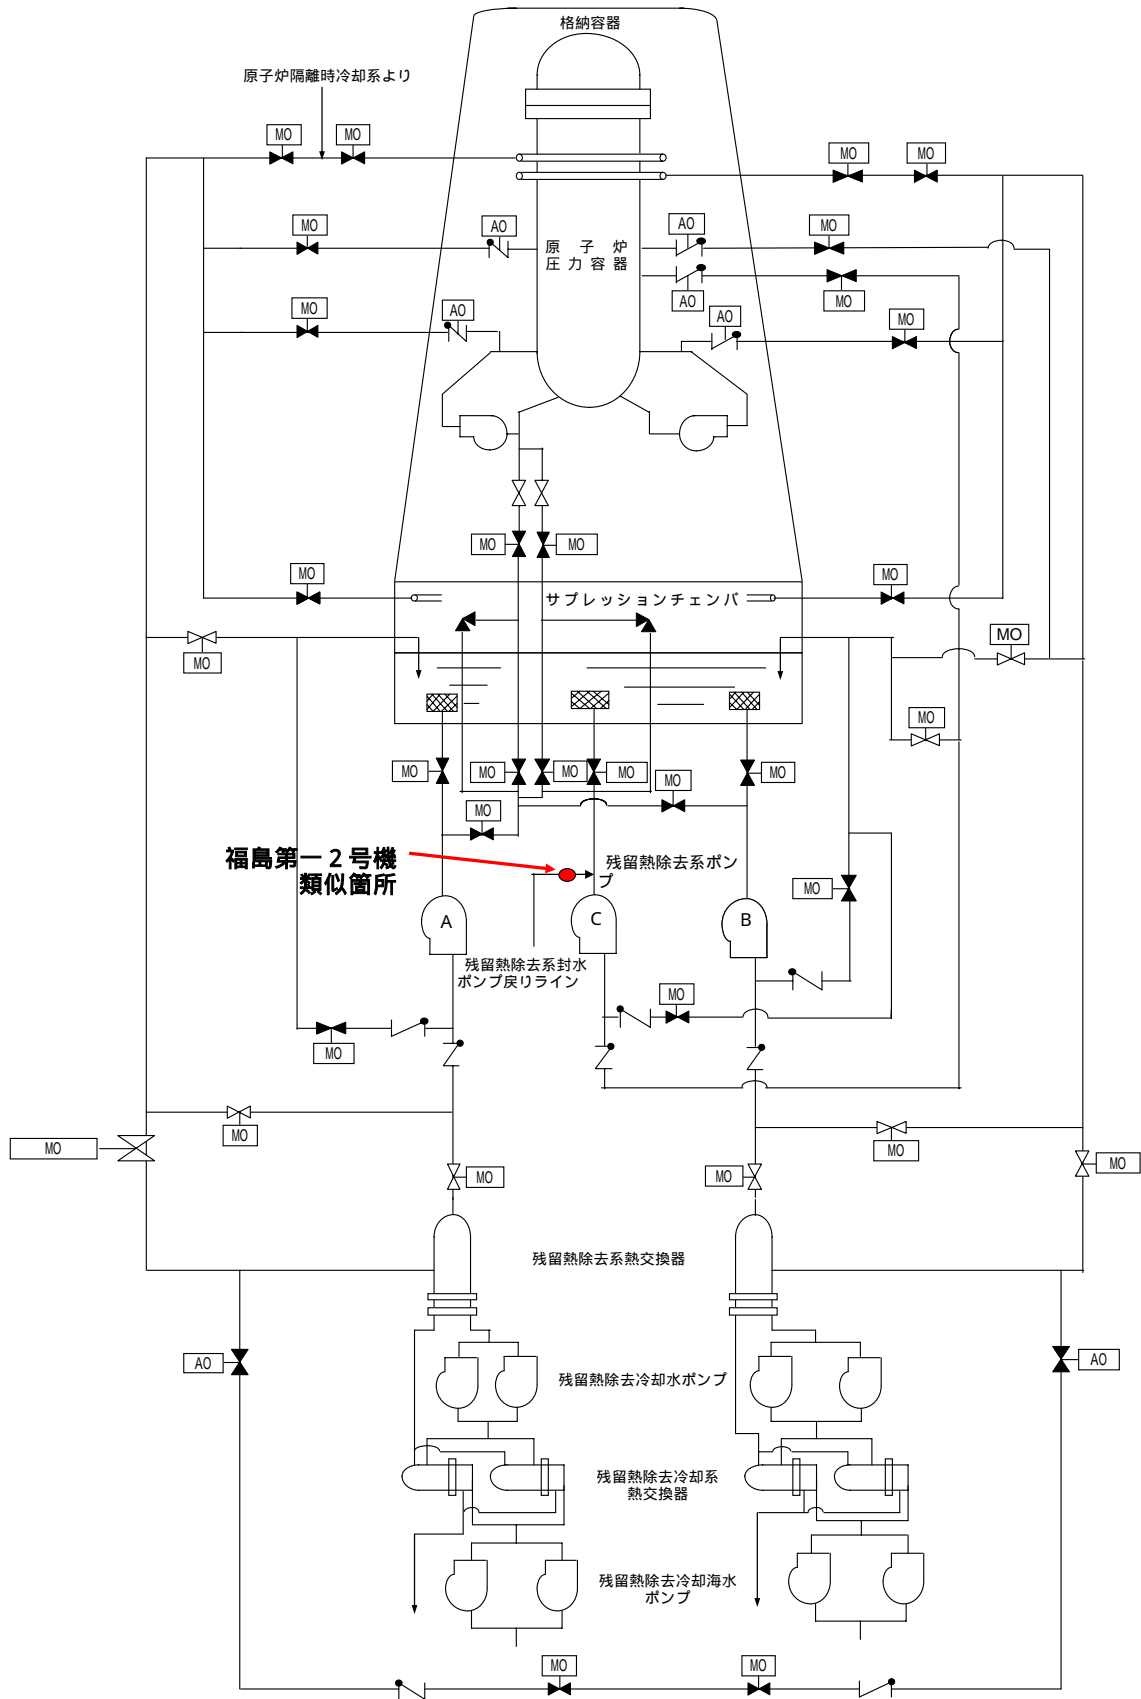 格納容器
原子炉隔離時冷却系より
MO
MO
MO
MO
MO
AO
AO
MO
原子炉
圧力容器
AO
MO
MO
AO
AO
MO
MO
MO
MO
MO
サプレッションチェンバ
MO
MO
MO
MO
MO
MO
MO
MO
MO
MO
MO
MO
福島第一２号機
類似箇所
残留熱除去系ポン
プ
MO
A
C
B
残留熱除去系封水
ポンプ戻りライン
MO
MO
MO
MO
MO
MO
MO
MO
MO
残留熱除去系熱交換器
AO
AO
残留熱除去冷却水ポンプ
残留熱除去冷却系
熱交換器
残留熱除去冷却海水
ポンプ
MO
MO